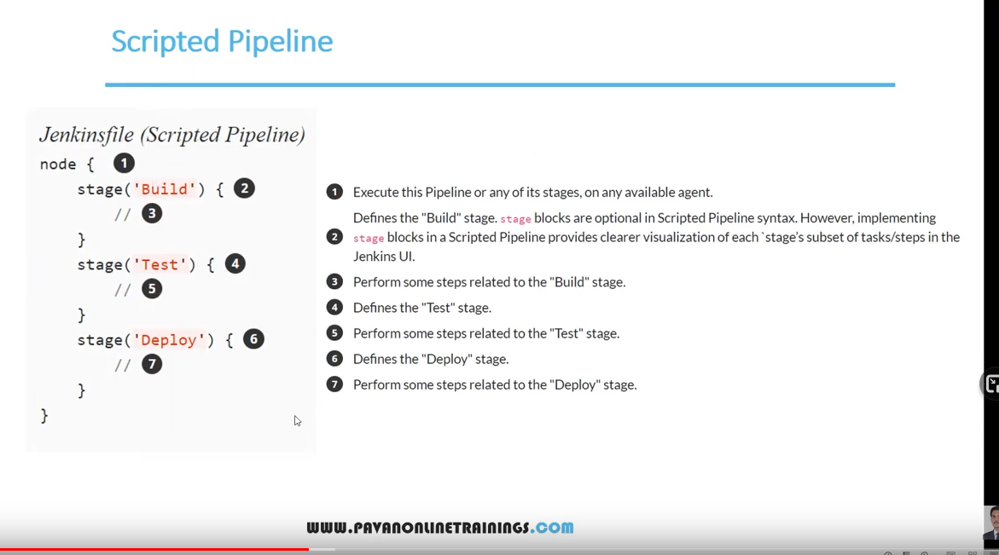 Scripted Pipeline
Jenkinsfile (Scripted Pipeline)
node { 1
stage('Build') { 2
// 3
}
stage('Test') { 4
// 5
}
stage('Deploy') { 6
// 7
}
}
1 Execute this Pipeline or any of its stages, on any available agent.
Defines the "Build" stage. stage blocks are optional in Scripted Pipeline syntax. However, implementing
2 stage blocks in a Scripted Pipeline provides clearer visualization of each `stage's subset of tasks/steps in the
Jenkins UI.
3 Perform some steps related to the "Build" stage.
4 Defines the "Test" stage.
5 Perform some steps related to the "Test" stage.
6 Defines the "Deploy" stage.
7 Perform some steps related to the "Deploy" stage.
WWW.PAVANONLINETRAININGS.COM